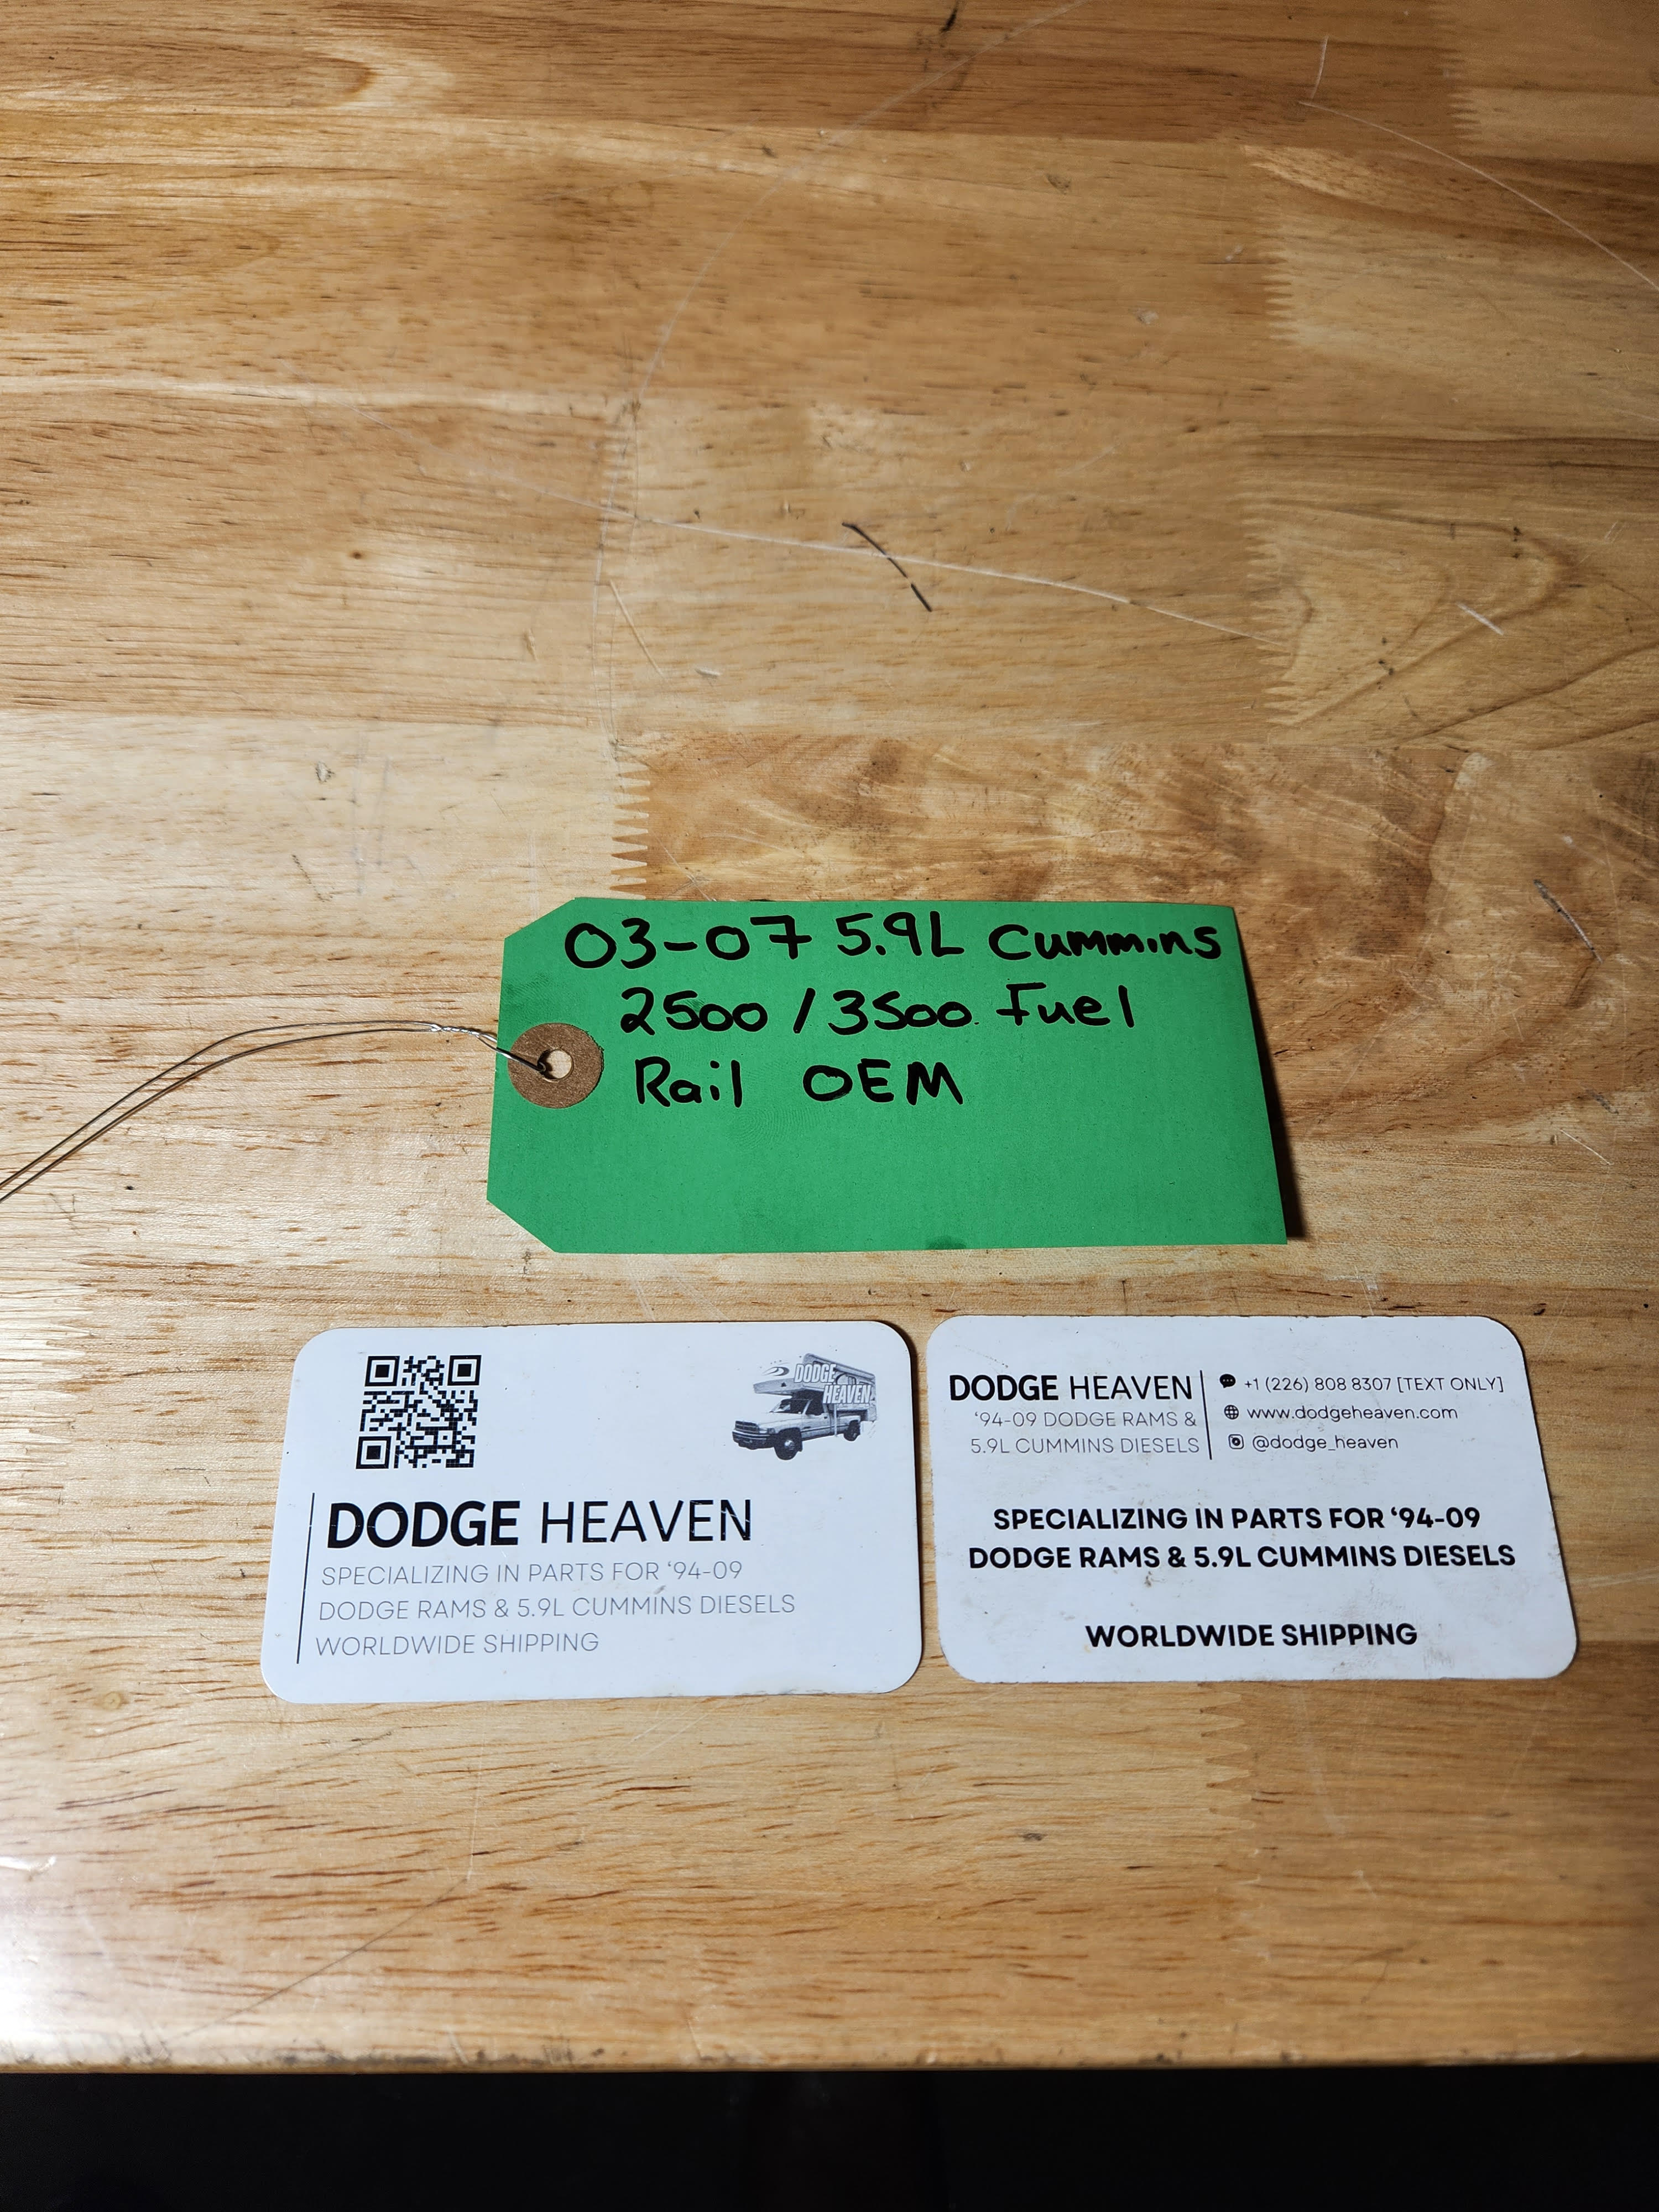 03-07 5.9L Cummins
2500 / 3500 Fuel
Rail OEM
DODGE
HEAVEN
DODGE HEAVEN
SPECIALIZING IN PARTS FOR ‘94-09
DODGE RAMS & 5.9L CUMMINS DIESELS
WORLDWIDE SHIPPING
DODGE HEAVEN
‘94-09 DODGE RAMS &
5.9L CUMMINS DIESELS
+1 (226) 808 8307 [TEXT ONLY]
www.dodgeheaven.com
@dodge_heaven
SPECIALIZING IN PARTS FOR ‘94-09
DODGE RAMS & 5.9L CUMMINS DIESELS
WORLDWIDE SHIPPING